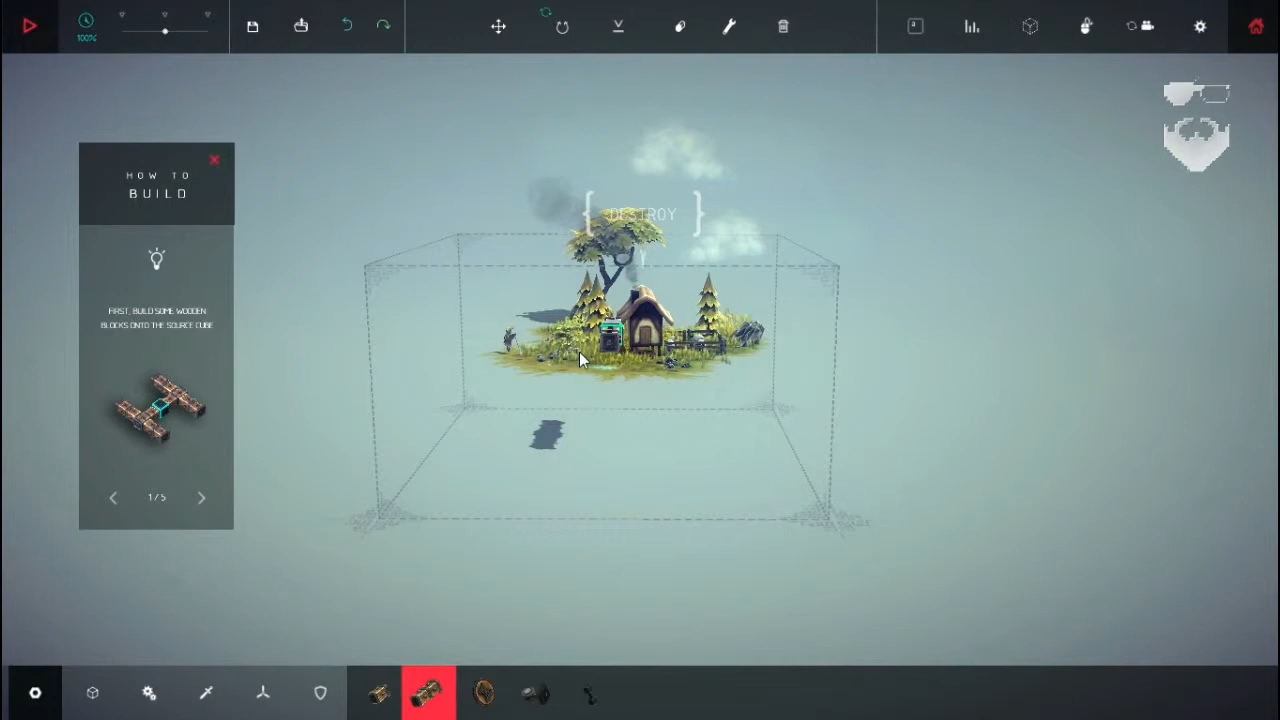 100%
HOW TO
BUILD
FIRST, BUILD SOME WOODEN
BLOCKS ONTO THE SOURCE CUBE
1/5
DESTROY